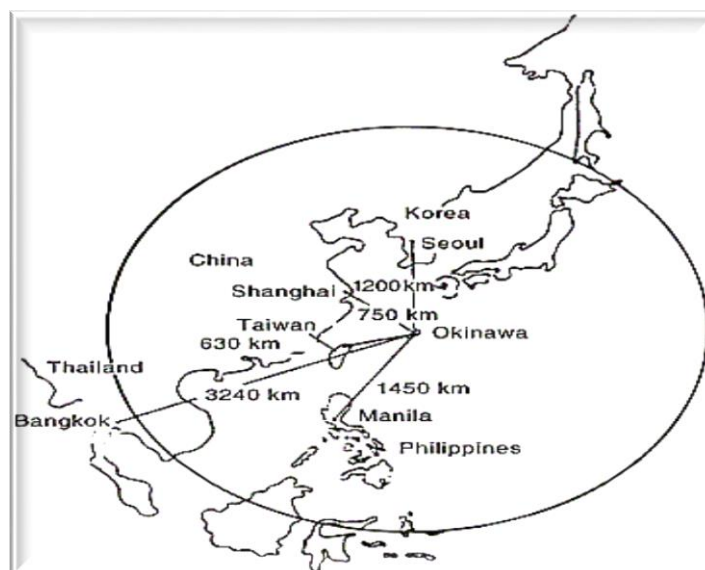 Korea
Seoul
China
1200km
Shanghai
750 km
Taiwan
Okinawa
630 km
Thailand
1450 km
3240 km
Bangkok
Manila
Philippines